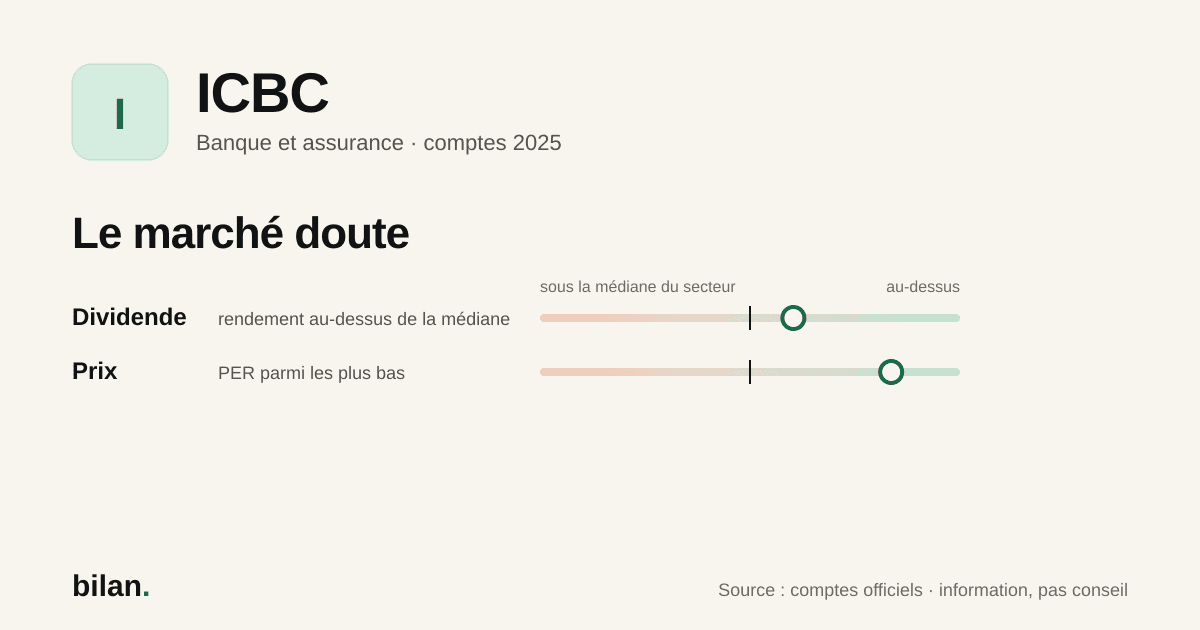 I
ICBC
Banque et assurance · comptes 2025
Le marché doute
sous la médiane du secteur au-dessus
Dividende rendement au-dessus de la médiane
Prix PER parmi les plus bas
bilan.
Source : comptes officiels · information, pas conseil